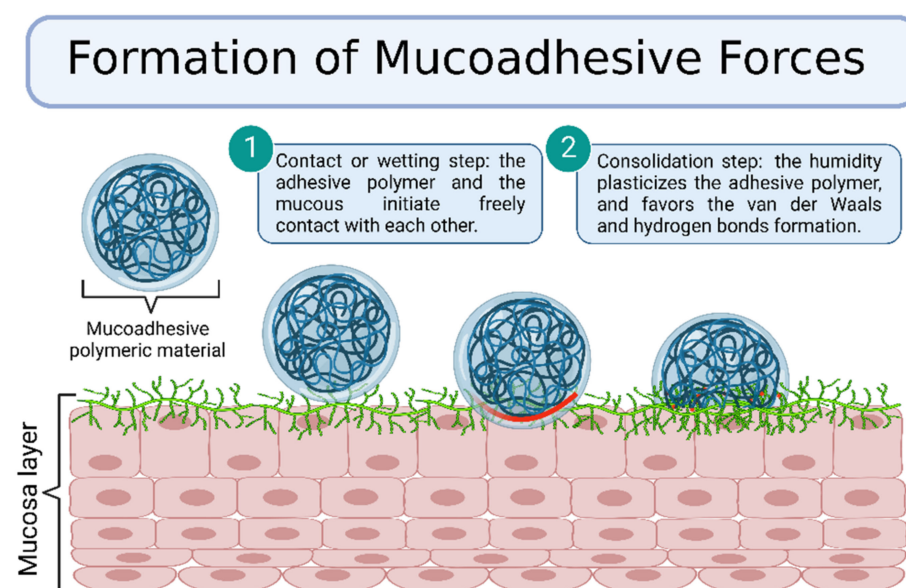 Formation of Mucoadhesive Forces
1
Contact or wetting step: the
adhesive polymer and the
mucous initiate freely
contact with each other.
2
Consolidation step: the humidity
plasticizes the adhesive polymer,
and favors the van der Waals
and hydrogen bonds formation.
Mucoadhesive
polymeric material
Mucosa layer